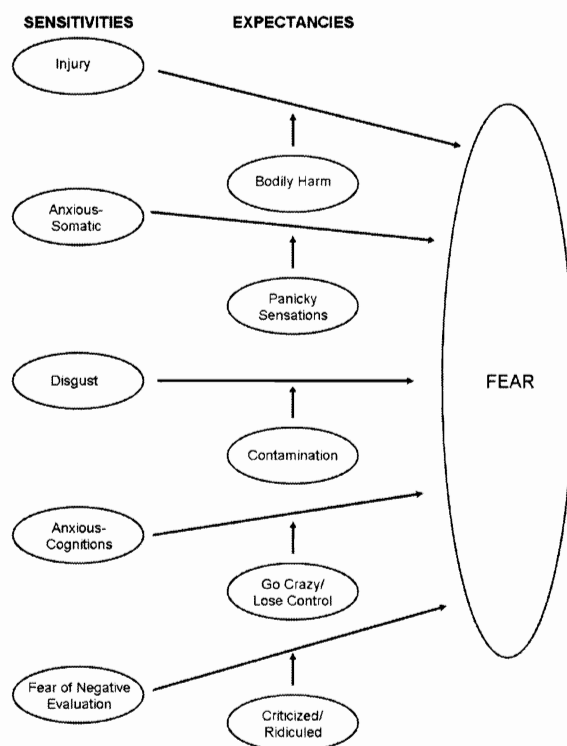 SENSITIVITIES
EXPECTANCIES
Injury
Bodily Harm
Anxious-
Somatic
Panicky
Sensations
Disgust
FEAR
Contamination
Anxious-
Cognitions
Go Crazy/
Lose Control
Fear of Negative
Evaluation
Criticized/
Ridiculed